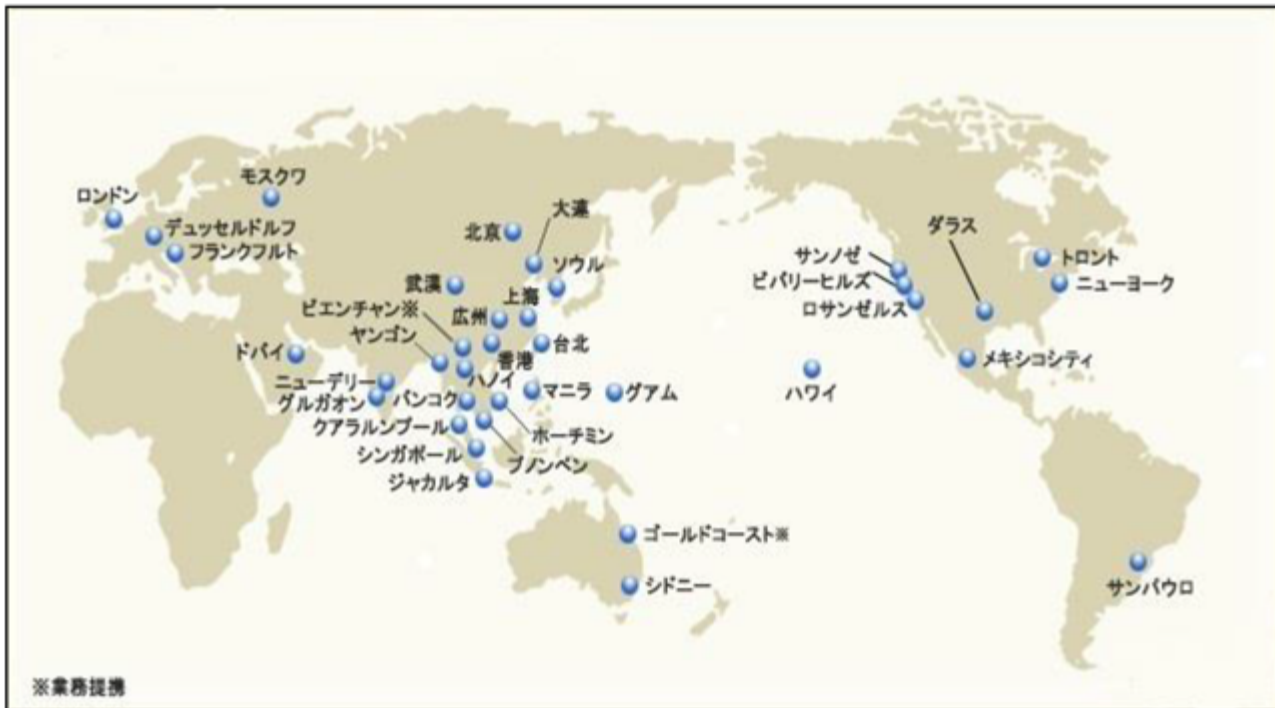 モスクワ
ロンドン
デュッセルドルフ
フランクフルト
北京
大連
ソウル
武漢
上海
ビエンチャン※
広州
ヤンゴン
台北
香港
ドバイ
ハノイ
ニューデリー
グルガオン
バンコク
マニラ
グアム
クアラルンプール
ホーチミン
シンガポール
プノンペン
ジャカルタ
ゴールドコースト※
シドニー
ダラス
サンノゼ
トロント
ビバリーヒルズ
ニューヨーク
ロサンゼルス
メキシコシティ
ハワイ
サンパウロ
※業務提携